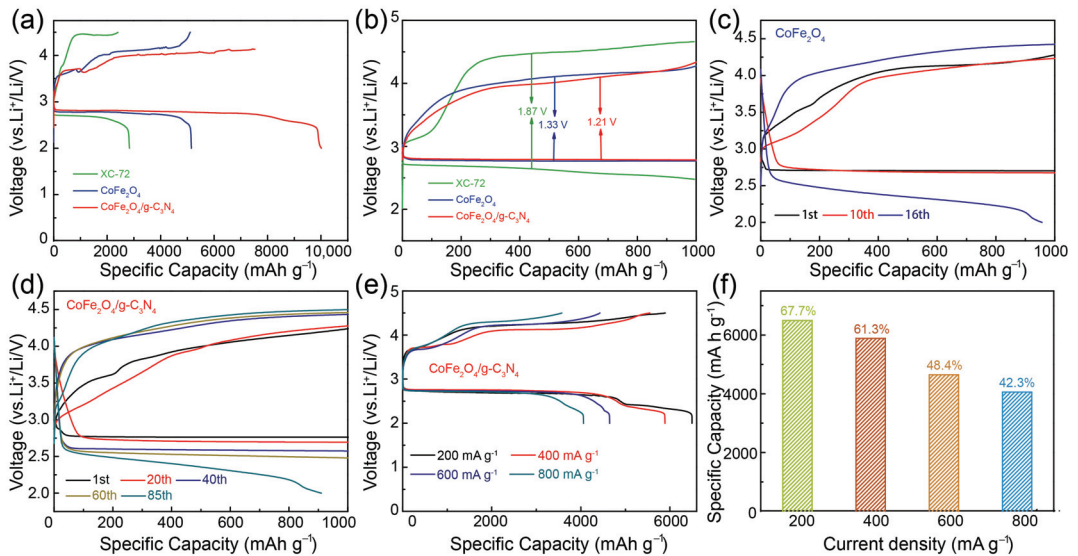 (a)
Voltage (vs.Li⁺/Li/V)
4
3
2
1
XC-72
CoFe₂O₄
CoFe₂O₄/g-C₃N₄
0 2000 4000 6000 8000 10,000
Specific Capacity (mAh g⁻¹)
(b)
Voltage (vs.Li⁺/Li/V)
5
4
3
2
1.87 V
1.33 V
1.21 V
XC-72
CoFe₂O₄
CoFe₂O₄/g-C₃N₄
0 200 400 600 800 1000
Specific Capacity (mAh g⁻¹)
(c)
CoFe₂O₄
Voltage (vs.Li⁺/Li/V)
4.5
4.0
3.5
3.0
2.5
2.0
1st 10th 16th
0 200 400 600 800 1000
Specific Capacity (mAh g⁻¹)
(d)
CoFe₂O₄/g-C₃N₄
Voltage (vs.Li⁺/Li/V)
4.5
4.0
3.5
3.0
2.5
2.0
1st 20th 40th
60th 85th
0 200 400 600 800 1000
Specific Capacity (mAh g⁻¹)
(e)
Voltage (vs.Li⁺/Li/V)
5
4
3
2
1
0
CoFe₂O₄/g-C₃N₄
200 mA g⁻¹ 400 mA g⁻¹
600 mA g⁻¹ 800 mA g⁻¹
0 2000 4000 6000
Specific Capacity (mAh g⁻¹)
(f)
Specific Capacity (mA h g⁻¹)
6000
4000
2000
0
67.7%
61.3%
48.4%
42.3%
200 400 600 800
Current density (mA g⁻¹)